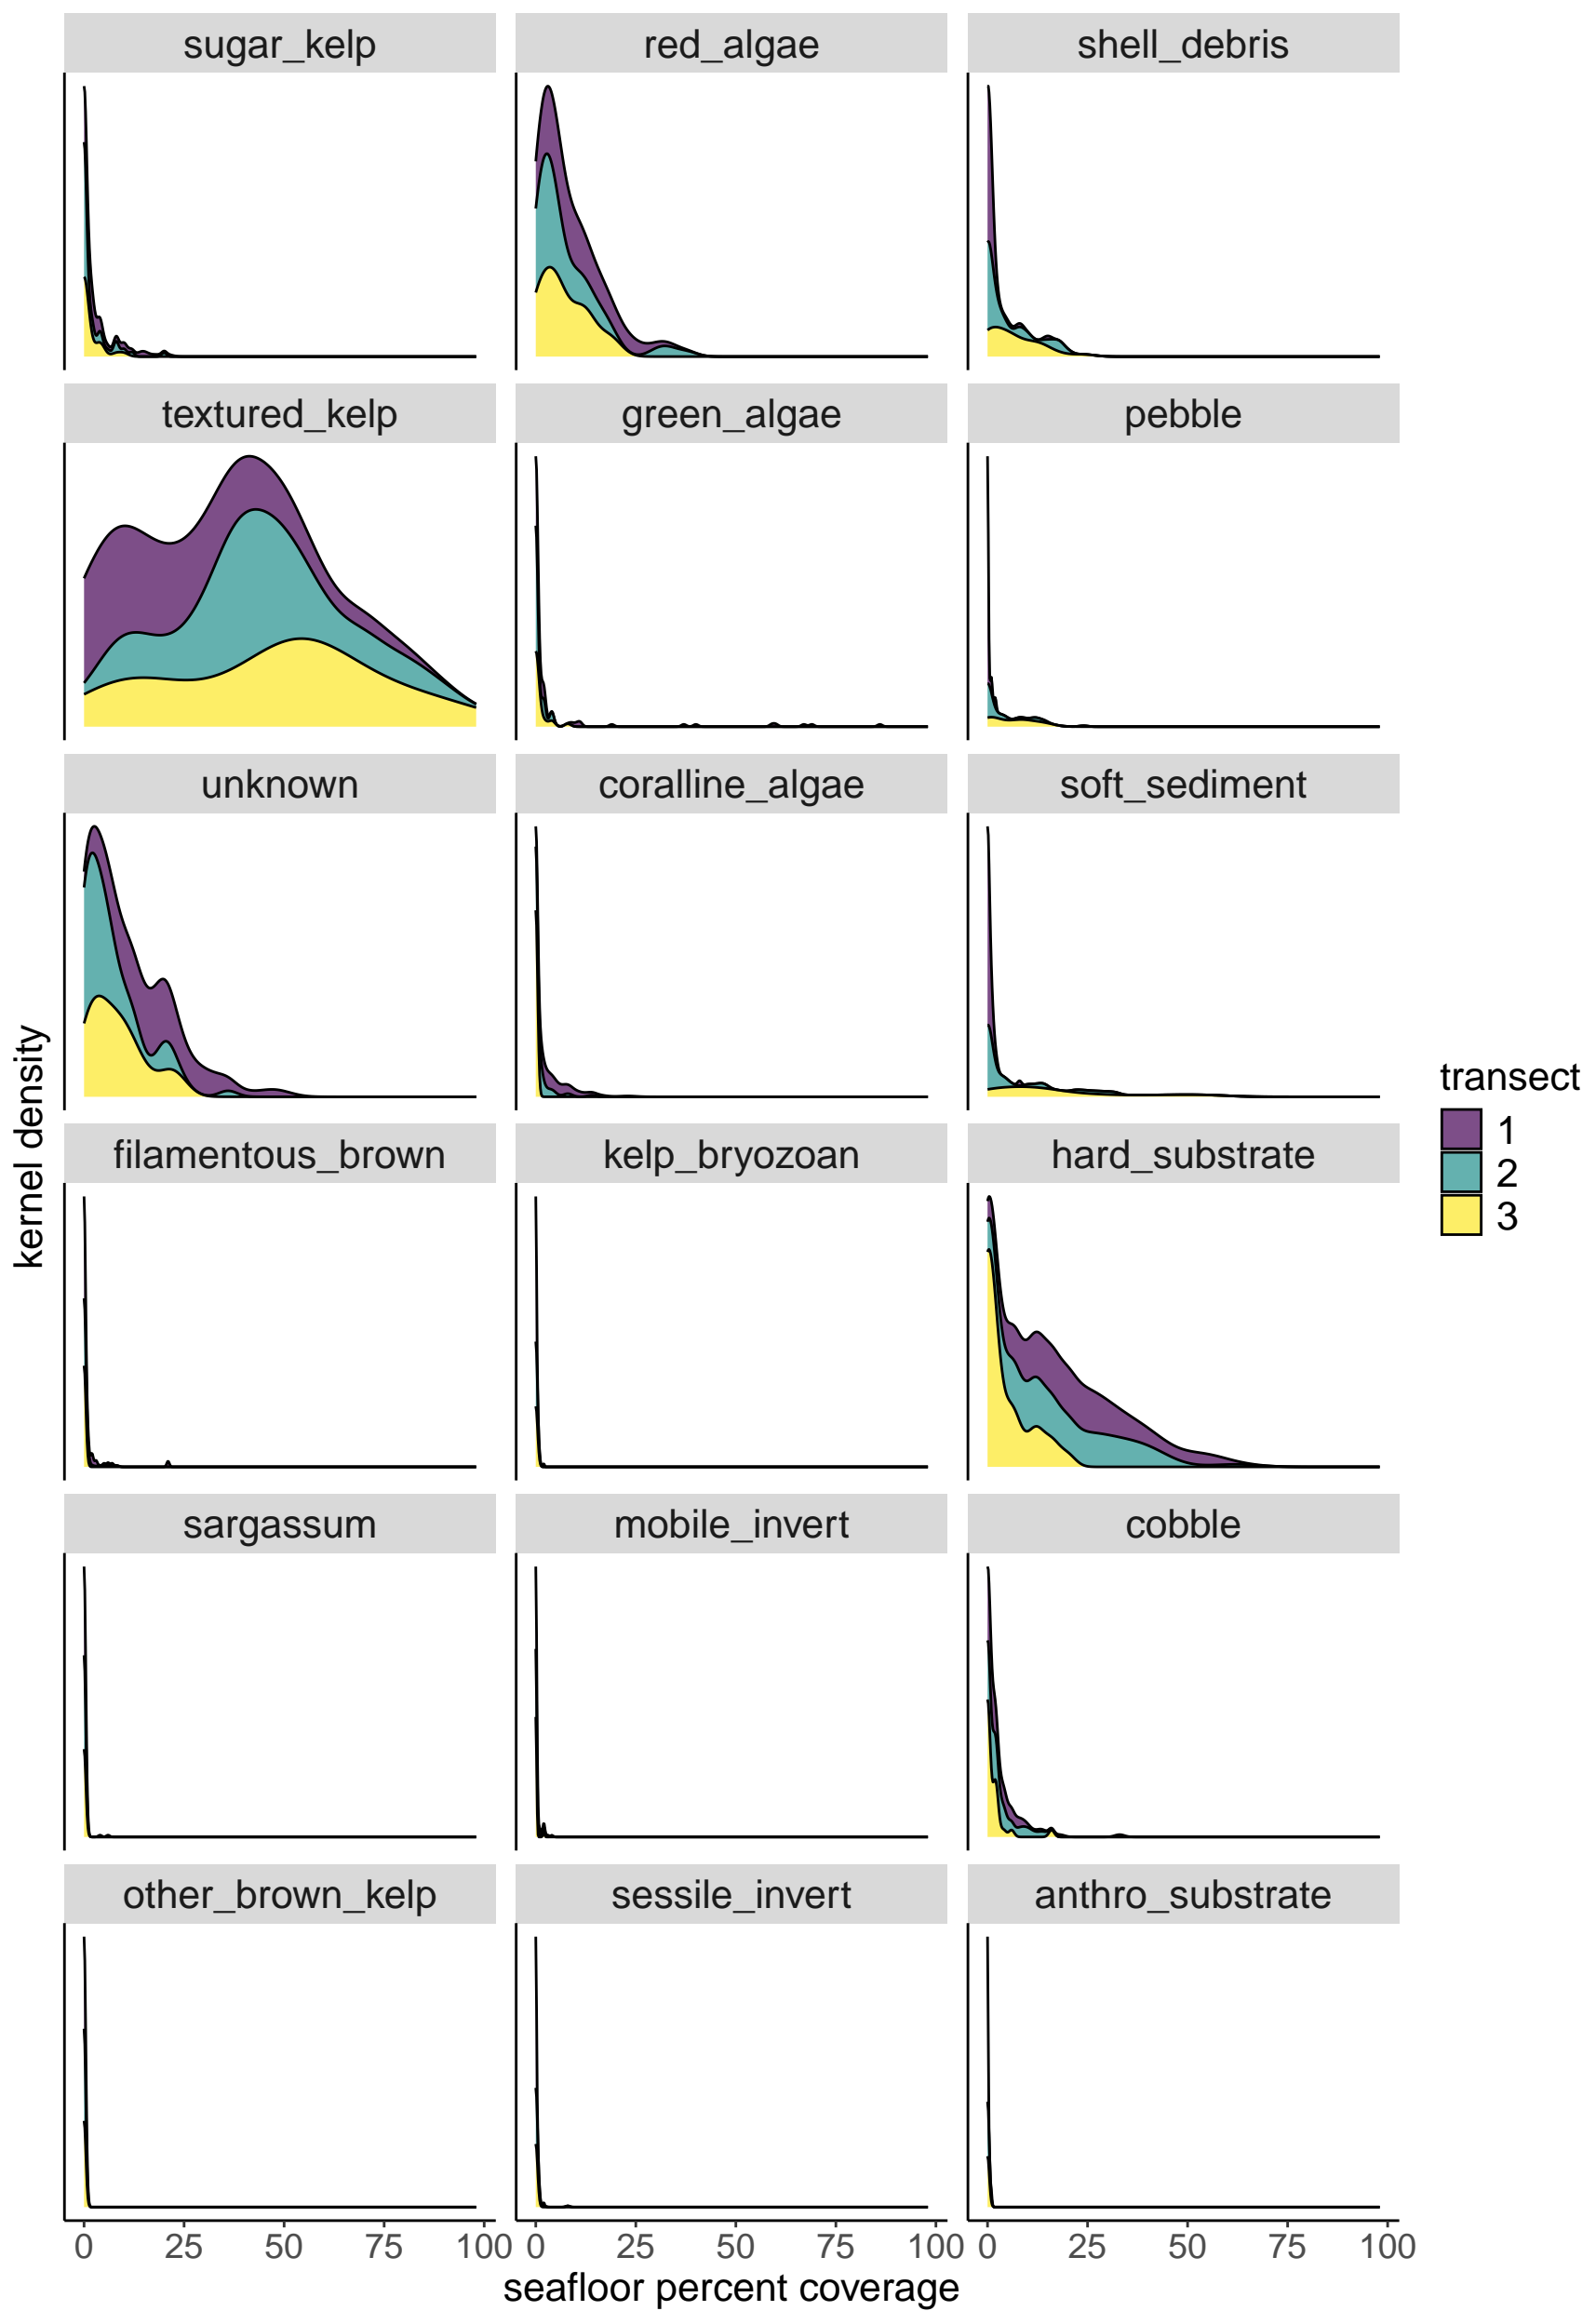 sugar_kelp
red_algae
shell_debris
textured_kelp
green_algae
pebble
unknown
coralline_algae
soft_sediment
filamentous_brown
kelp_bryozoan
hard_substrate
sargassum
mobile_invert
cobble
other_brown_kelp
sessile_invert
anthro_substrate
0 25 50 75 100
0 25 50 75 100
0 25 50 75 100
seafloor percent coverage
kernel density
transect
1
2
3